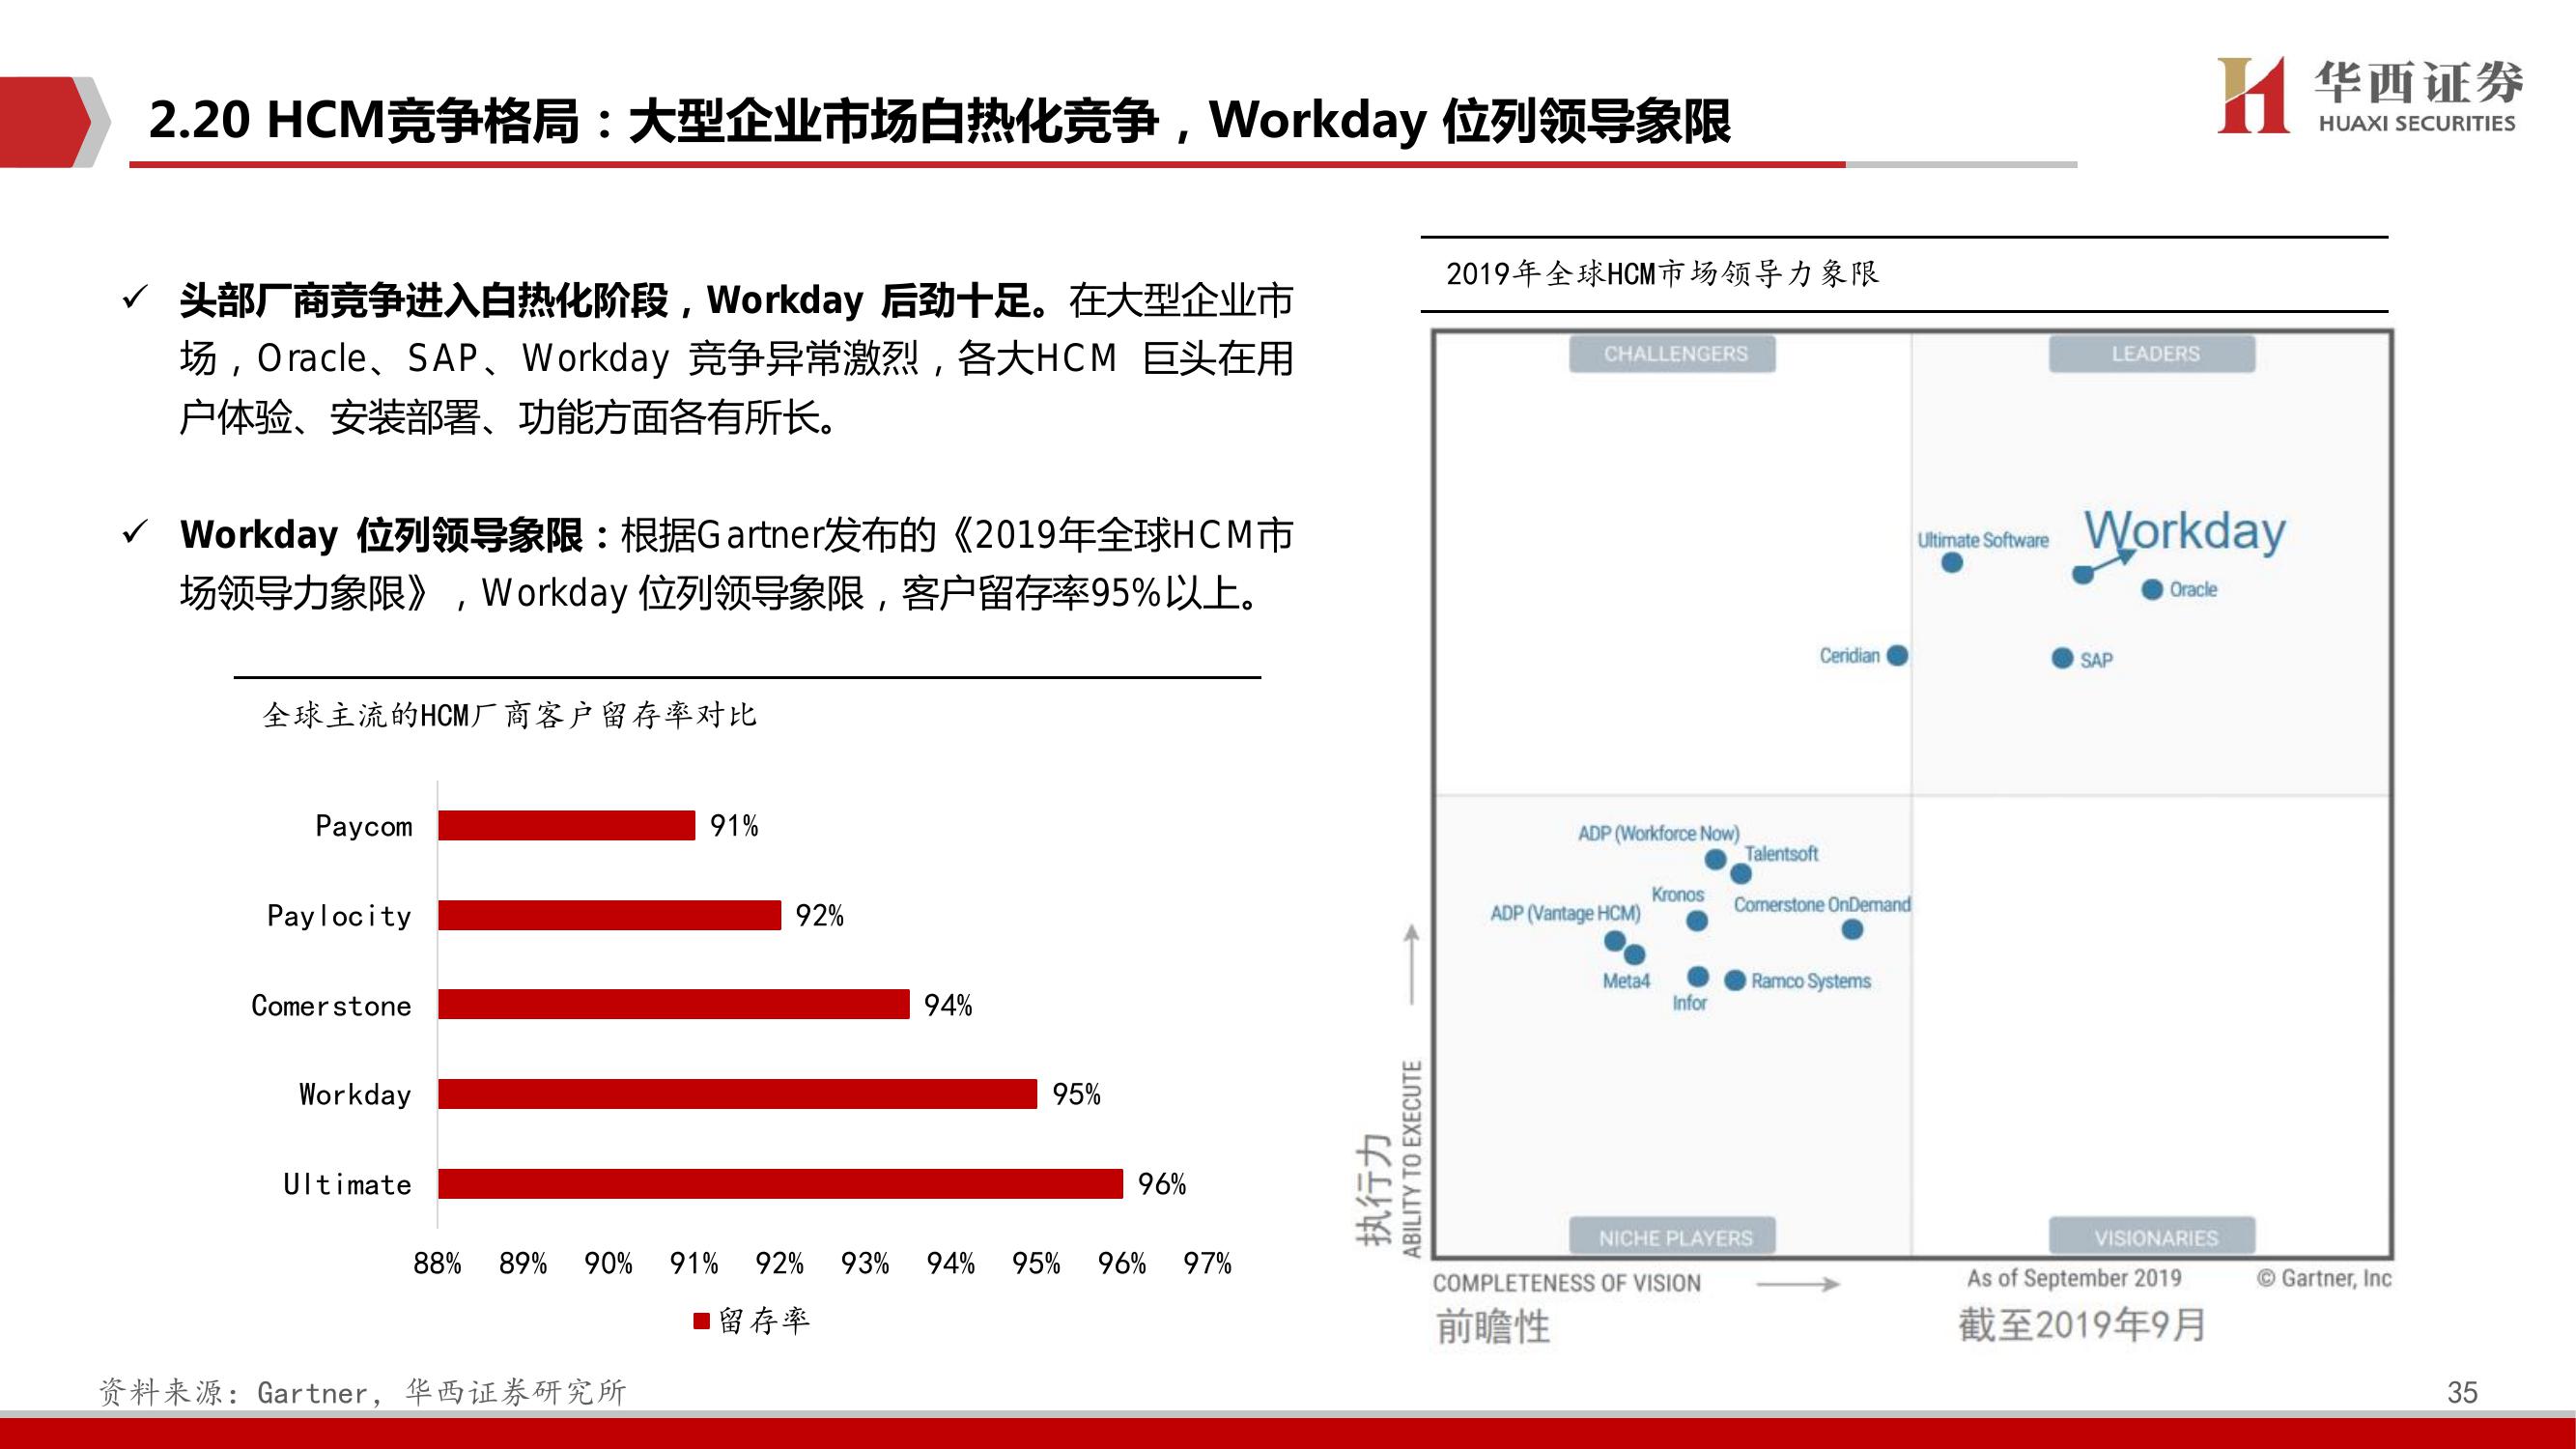 2.20 HCM竞争格局：大型企业市场白热化竞争，Workday 位列领导象限
华西证券
HUAXI SECURITIES
✓ 头部厂商竞争进入白热化阶段，Workday 后劲十足。在大型企业市
场，Oracle、SAP、Workday 竞争异常激烈，各大HCM 巨头在用
户体验、安装部署、功能方面各有所长。
✓ Workday 位列领导象限：根据Gartner发布的《2019年全球HCM市
场领导力象限》，Workday 位列领导象限，客户留存率95%以上。
全球主流的HCM厂商客户留存率对比
Paycom 91%
Paylocity 92%
Comerstone 94%
Workday 95%
Ultimate 96%
88% 89% 90% 91% 92% 93% 94% 95% 96% 97%
留存率
2019年全球HCM市场领导力象限
CHALLENGERS LEADERS
Workday
Ultimate Software
Oracle
Ceridian
SAP
ADP (Workforce Now)
Talentsoft
Kronos
Cornerstone OnDemand
ADP (Vantage HCM)
Meta4
Ramco Systems
Infor
NICHE PLAYERS VISIONARIES
执行力
ABILITY TO EXECUTE
COMPLETENESS OF VISION
As of September 2019
© Gartner, Inc
前瞻性
截至2019年9月
资料来源：Gartner，华西证券研究所
35